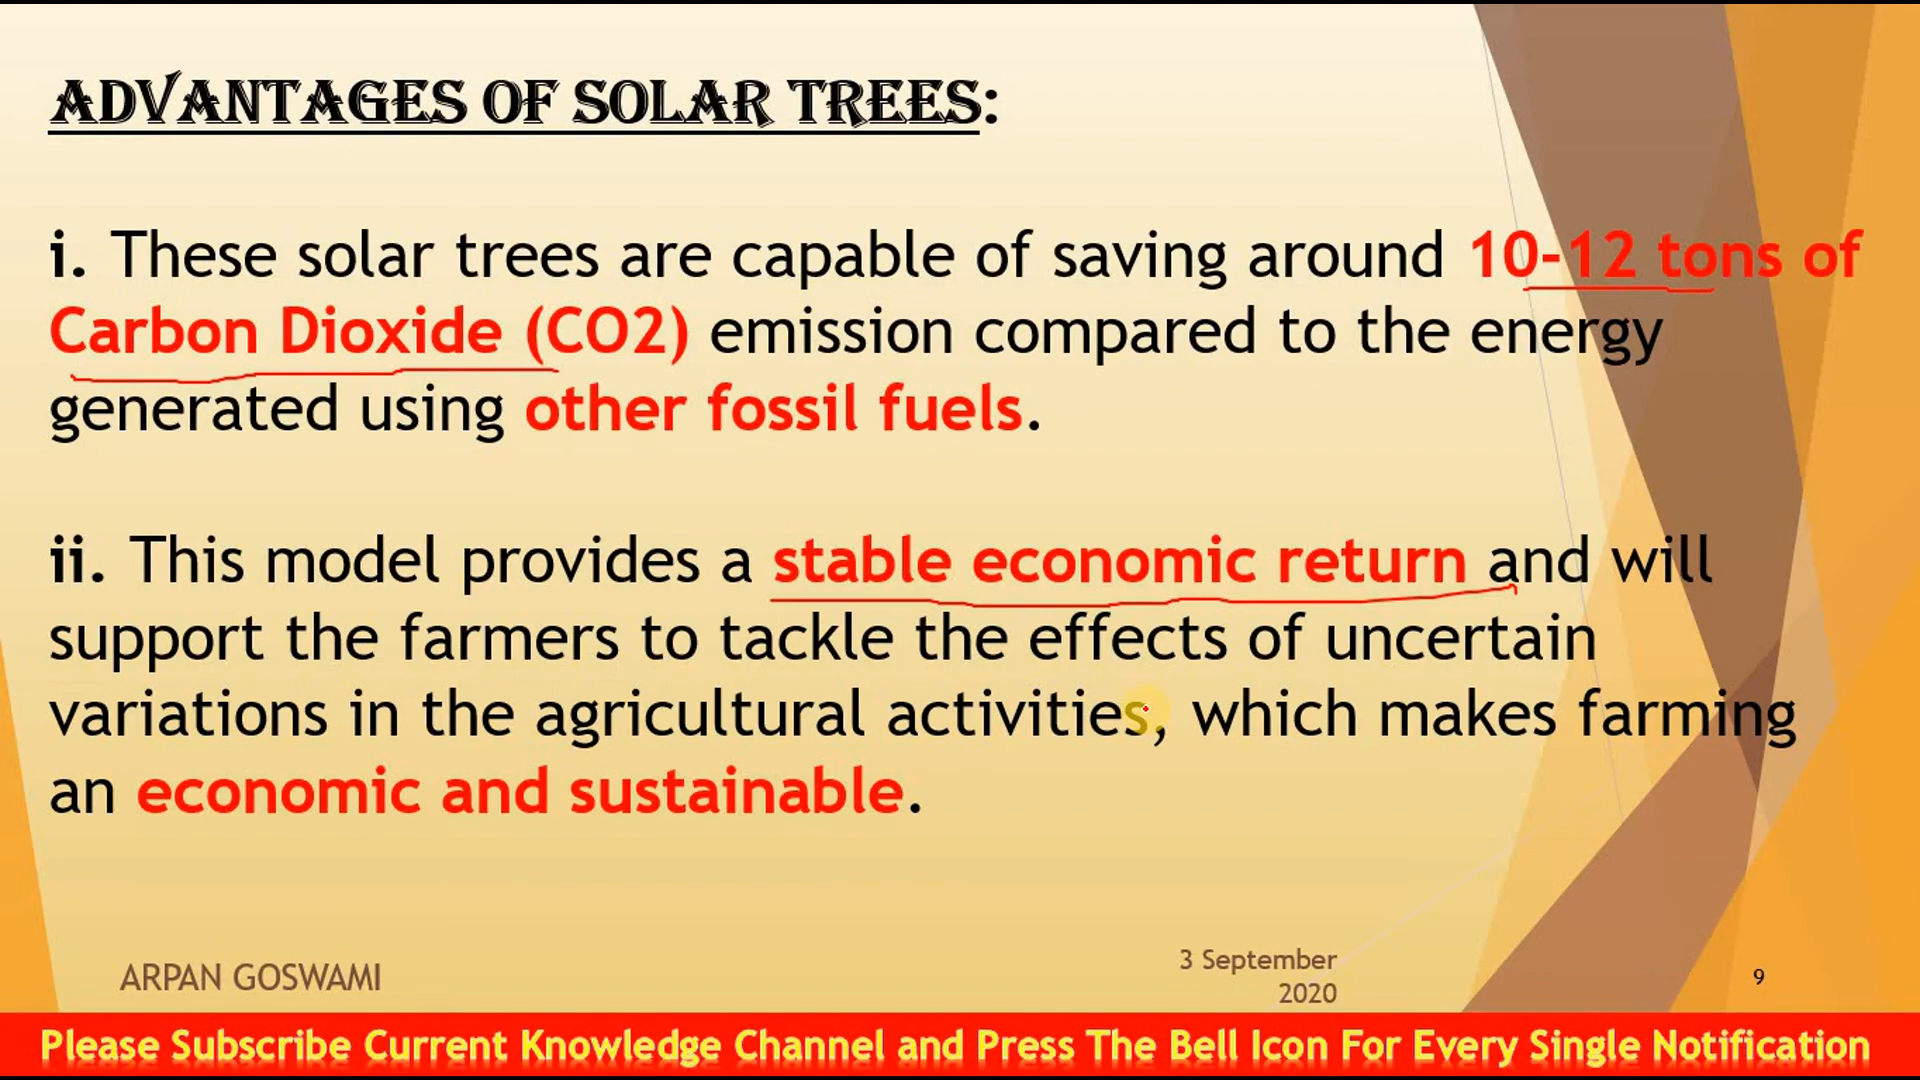 ADVANTAGES OF SOLAR TREES:
i. These solar trees are capable of saving around 10-12 tons of
Carbon Dioxide (CO2) emission compared to the energy
generated using other fossil fuels.
ii. This model provides a stable economic return and will
support the farmers to tackle the effects of uncertain
variations in the agricultural activities, which makes farming
an economic and sustainable.
ARPAN GOSWAMI
3 September
2020
9
Please Subscribe Current Knowledge Channel and Press The Bell Icon For Every Single Notification